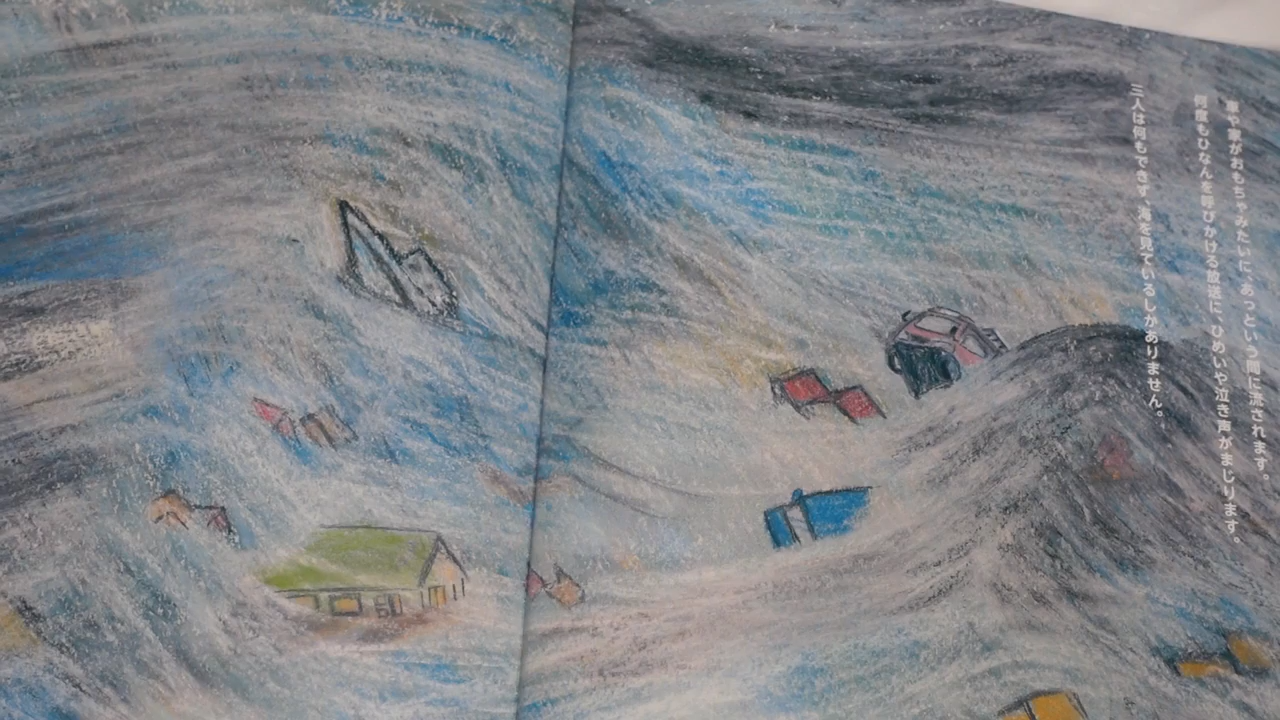 車や家がおもちゃみたいに、あっという間に流されます。
何度もひなんを呼びかける放送に、ひめいや泣き声がまじります。
三人は何もできず、海を見ているしかありません。